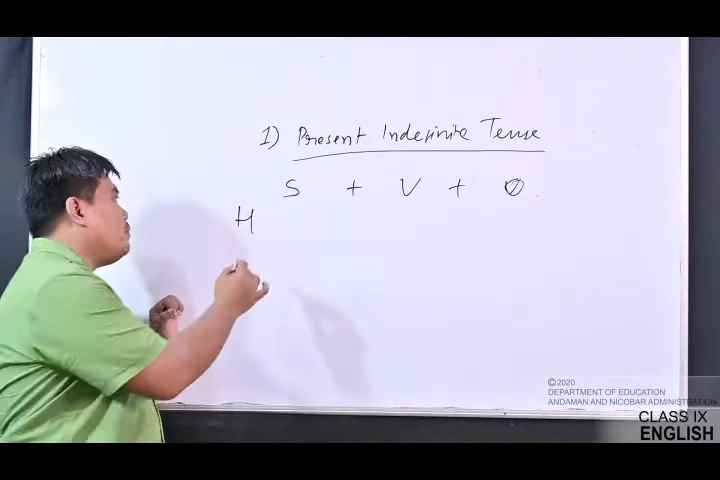 1) Present Indefinite Tense
S + V + O
H
©2020
DEPARTMENT OF EDUCATION
ANDAMAN AND NICOBAR ADMINISTRATION
CLASS IX
ENGLISH